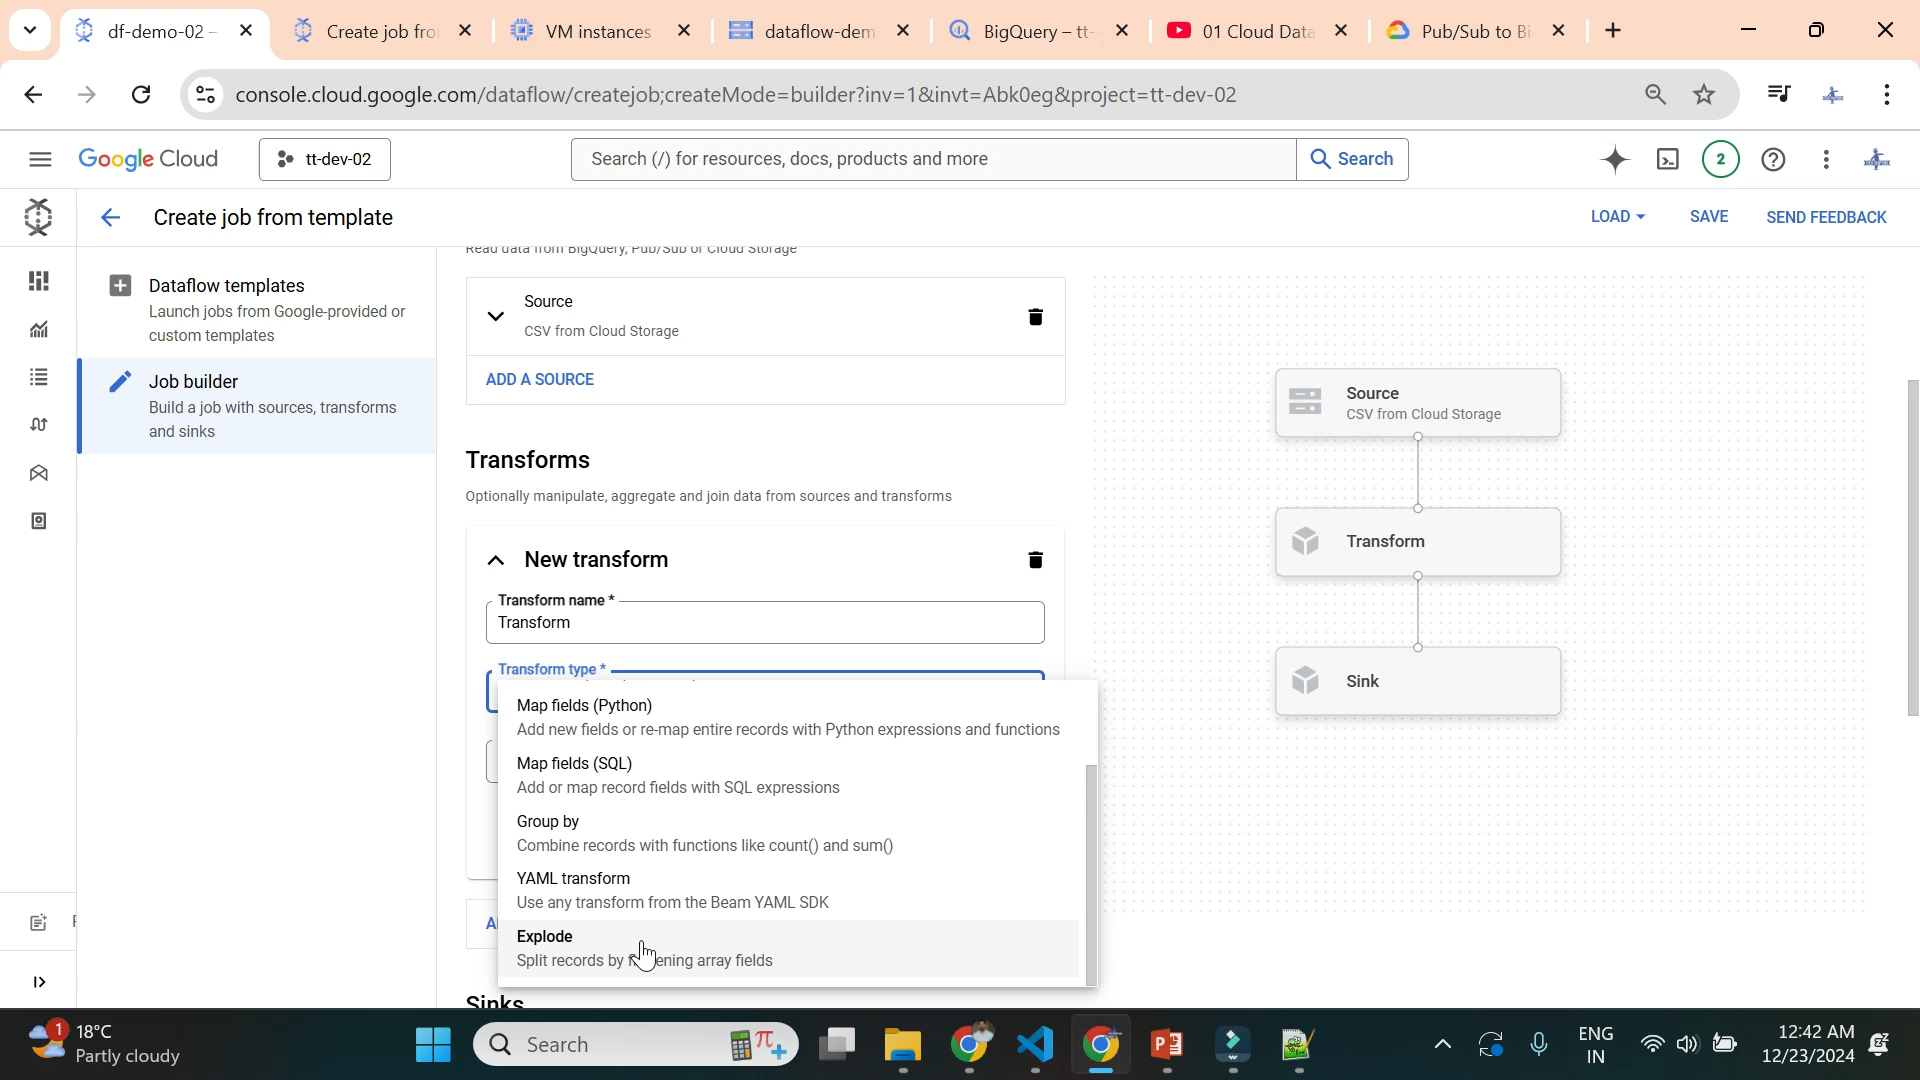 df-demo-02 –
Create job fro
VM instances
dataflow-dem
BigQuery – tt-
01 Cloud Data
Pub/Sub to Bi
console.cloud.google.com/dataflow/createjob;createMode=builder?inv=1&invt=Abk0eg&project=tt-dev-02
Google Cloud
tt-dev-02
Search (/) for resources, docs, products and more
Search
2
Create job from template
LOAD
SAVE
SEND FEEDBACK
Dataflow templates
Launch jobs from Google-provided or
custom templates
Job builder
Build a job with sources, transforms
and sinks
Read data from BigQuery, Pub/Sub or Cloud Storage
Source
CSV from Cloud Storage
ADD A SOURCE
Transforms
Optionally manipulate, aggregate and join data from sources and transforms
New transform
Transform name *
Transform
Transform type *
Map fields (Python)
Add new fields or re-map entire records with Python expressions and functions
Map fields (SQL)
Add or map record fields with SQL expressions
Group by
Combine records with functions like count() and sum()
YAML transform
Use any transform from the Beam YAML SDK
Explode
Split records by ening array fields
Sinks
Source
CSV from Cloud Storage
Transform
Sink
1
18°C
Partly cloudy
Search
ENG
IN
12:42 AM
12/23/2024